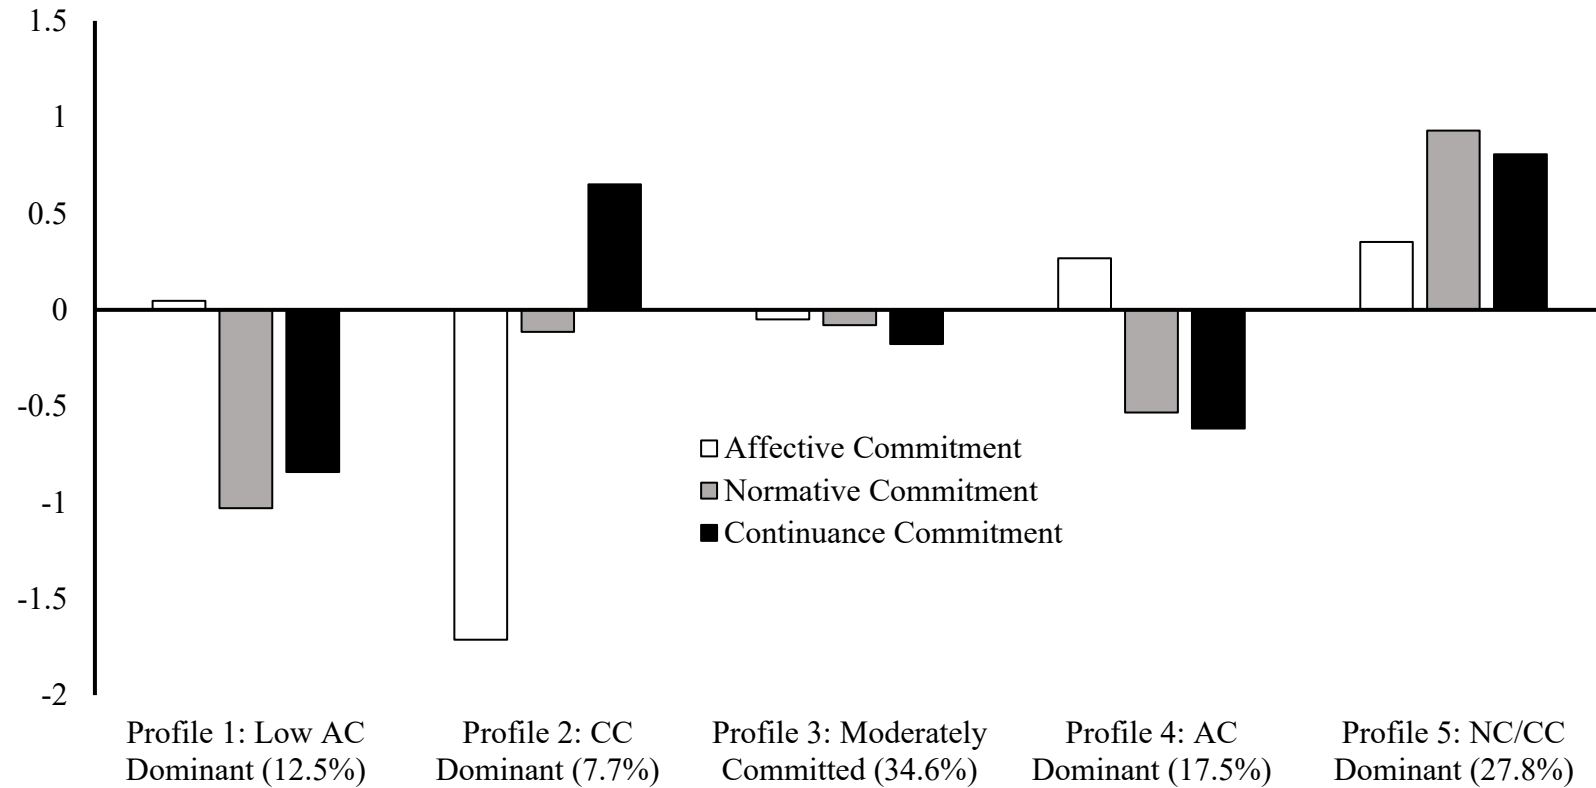 1.5
1
0.5
0
-0.5
-1
-1.5
-2
Affective Commitment
Normative Commitment
Continuance Commitment
Profile 1: Low AC
Dominant (12.5%)
Profile 2: CC
Dominant (7.7%)
Profile 3: Moderately
Committed (34.6%)
Profile 4: AC
Dominant (17.5%)
Profile 5: NC/CC
Dominant (27.8%)